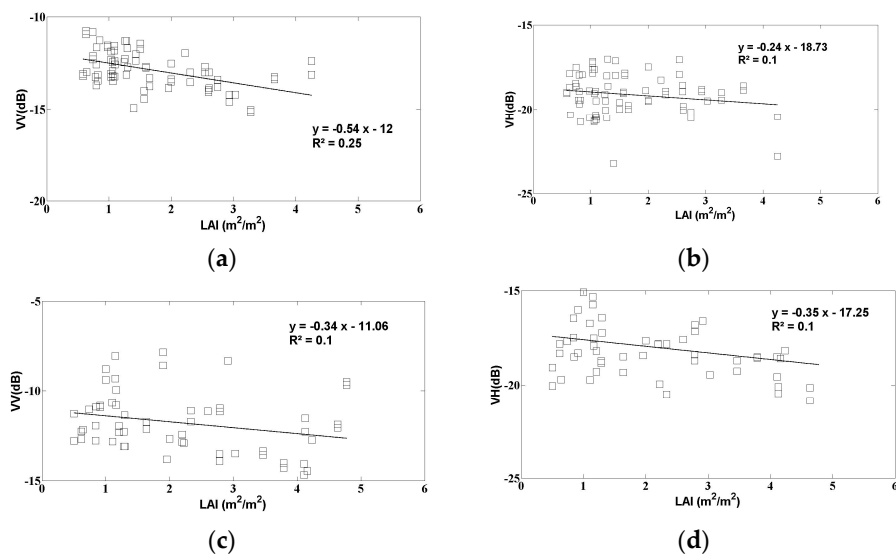 -10
-15
-20
VV(dB)
0 1 2 3 4 5 6
LAI (m²/m²)
y = -0.54 x - 12
R² = 0.25
(a)
-15
-20
-25
VH(dB)
0 1 2 3 4 5 6
LAI (m²/m²)
y = -0.24 x - 18.73
R² = 0.1
(b)
-5
-10
-15
VV(dB)
0 1 2 3 4 5 6
LAI (m²/m²)
y = -0.34 x - 11.06
R² = 0.1
(c)
-15
-20
-25
VH(dB)
0 1 2 3 4 5 6
LAI (m²/m²)
y = -0.35 x - 17.25
R² = 0.1
(d)